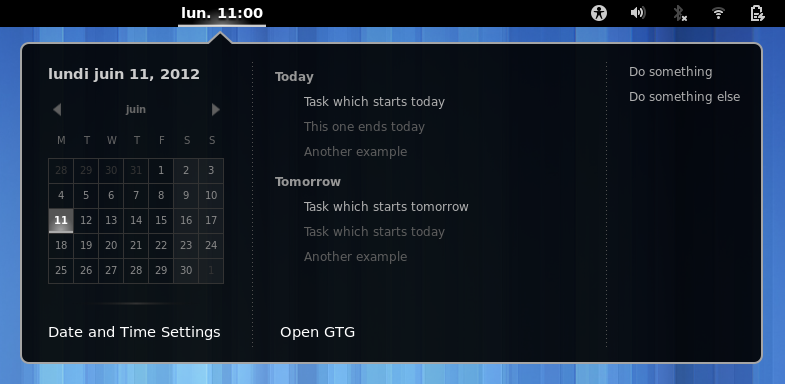 lun. 11:00
lundi juin 11, 2012
juin
M T W T F S S
28 29 30 31 1 2 3
4 5 6 7 8 9 10
11 12 13 14 15 16 17
18 19 20 21 22 23 24
25 26 27 28 29 30 1
Date and Time Settings
Today
Task which starts today
This one ends today
Another example
Tomorrow
Task which starts tomorrow
Task which starts today
Another example
Open GTG
Do something
Do something else